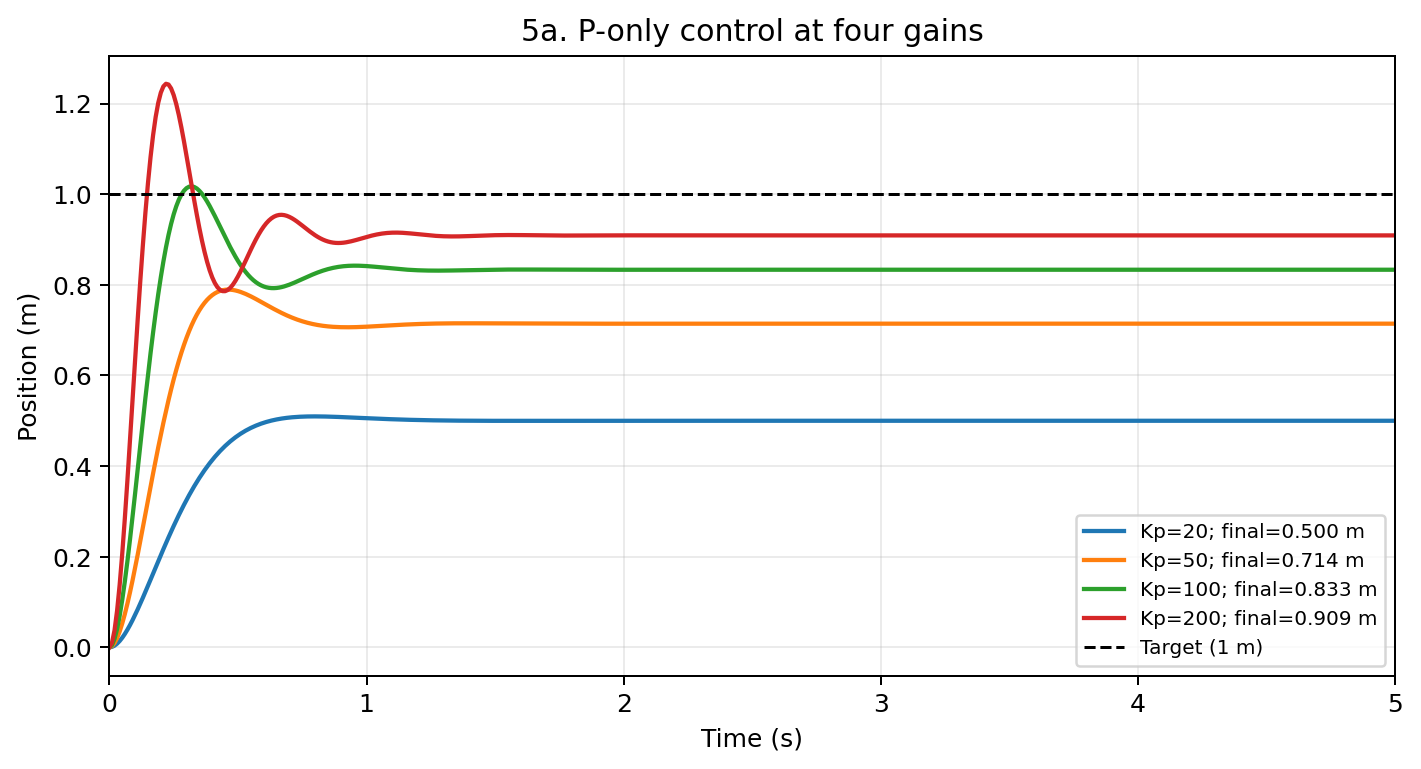 5a. P-only control at four gains
Position (m)
1.2
1.0
0.8
0.6
0.4
0.2
0.0
Kp=20; final=0.500 m
Kp=50; final=0.714 m
Kp=100; final=0.833 m
Kp=200; final=0.909 m
Target (1 m)
0 1 2 3 4 5
Time (s)